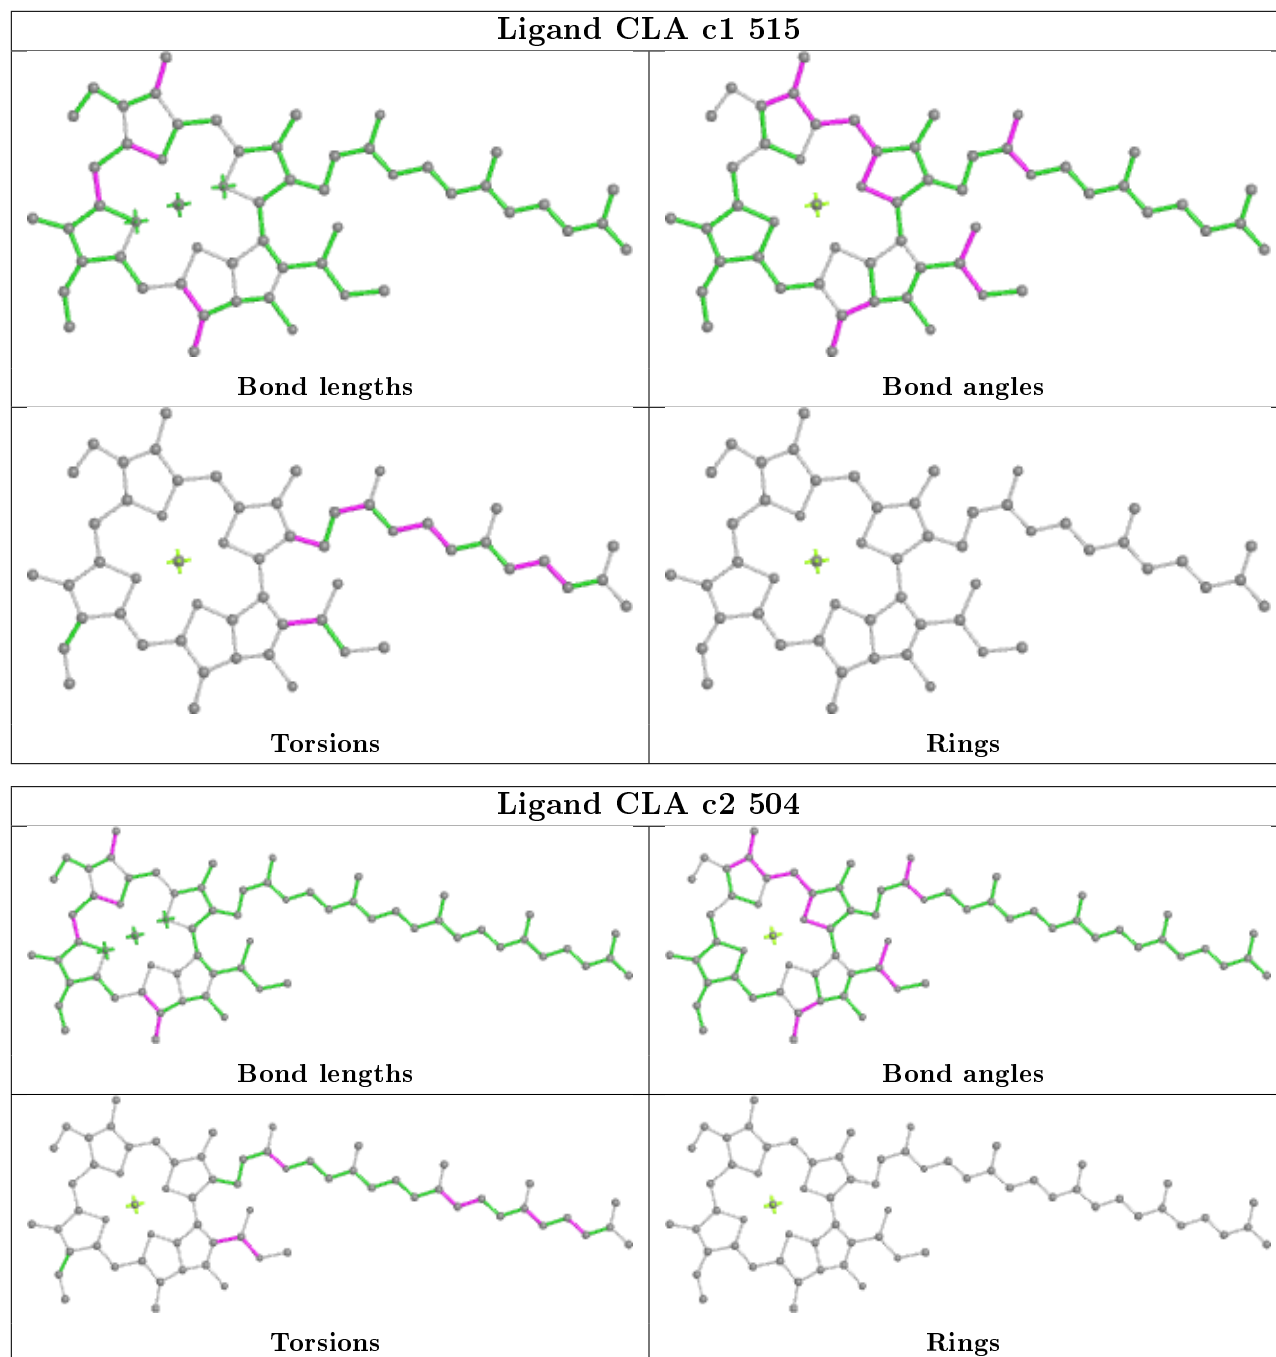 Ligand CLA c1 515
Bond lengths
Bond angles
Torsions
Rings
Ligand CLA c2 504
Bond lengths
Bond angles
Torsions
Rings